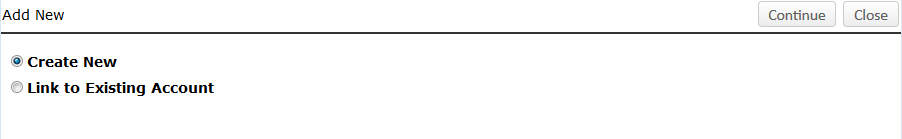 Add New Continue Close
Create New
Link to Existing Account